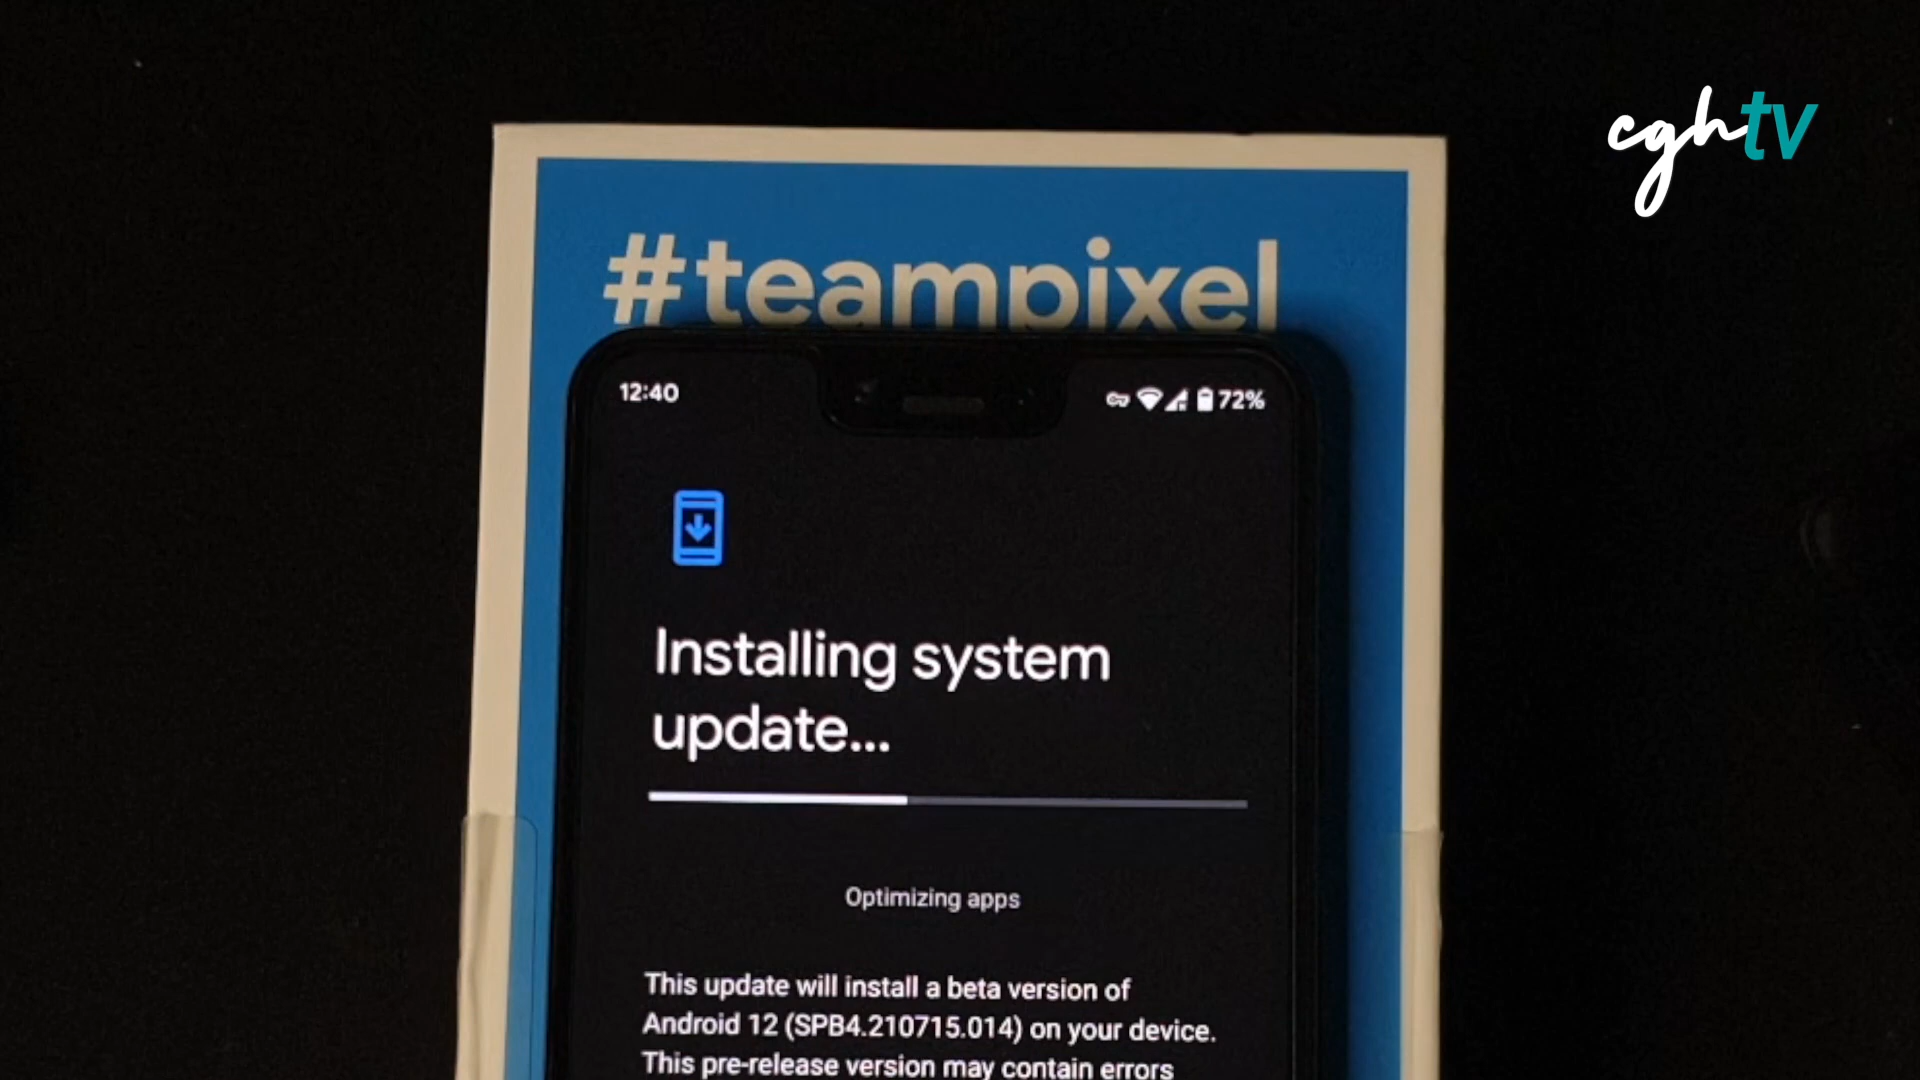 cghtv
#teampixel
12:40
72%
Installing system
update...
Optimizing apps
This update will install a beta version of
Android 12 (SPB4.210715.014) on your device.
This pre-release version may contain errors